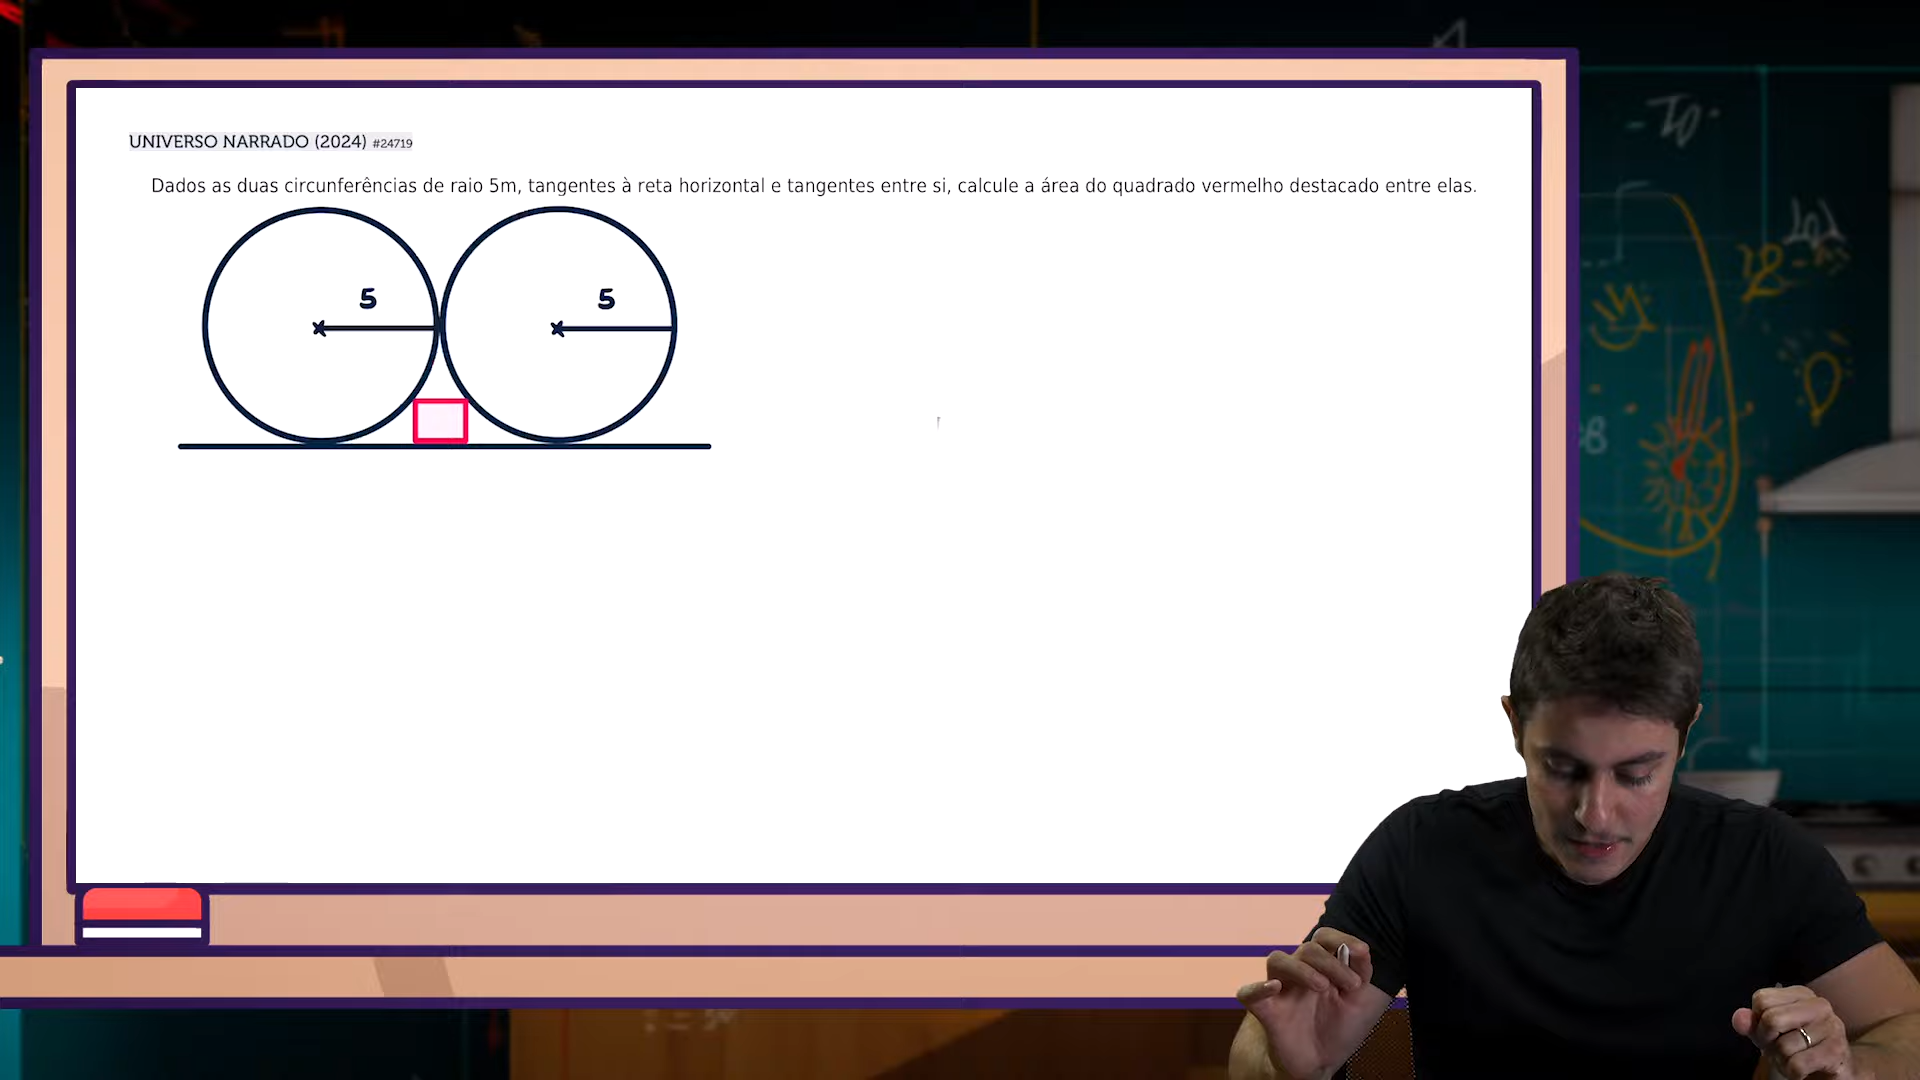 UNIVERSO NARRADO (2024) #24719
Dados as duas circunferências de raio 5m, tangentes à reta horizontal e tangentes entre si, calcule a área do quadrado vermelho destacado entre elas.
5 5